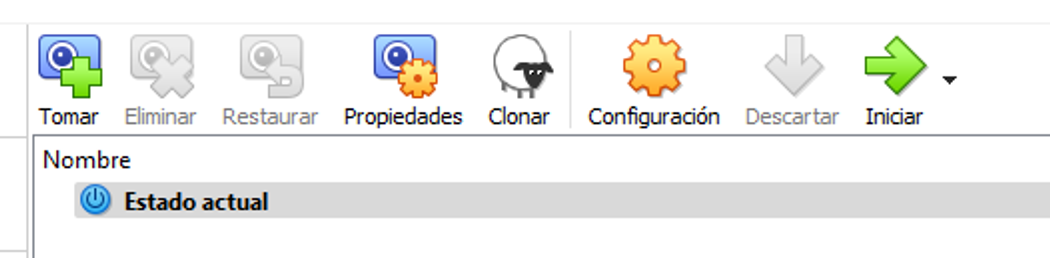 Tomar Eliminar Restaurar Propiedades Clonar Configuración Descartar Iniciar
Nombre
Estado actual